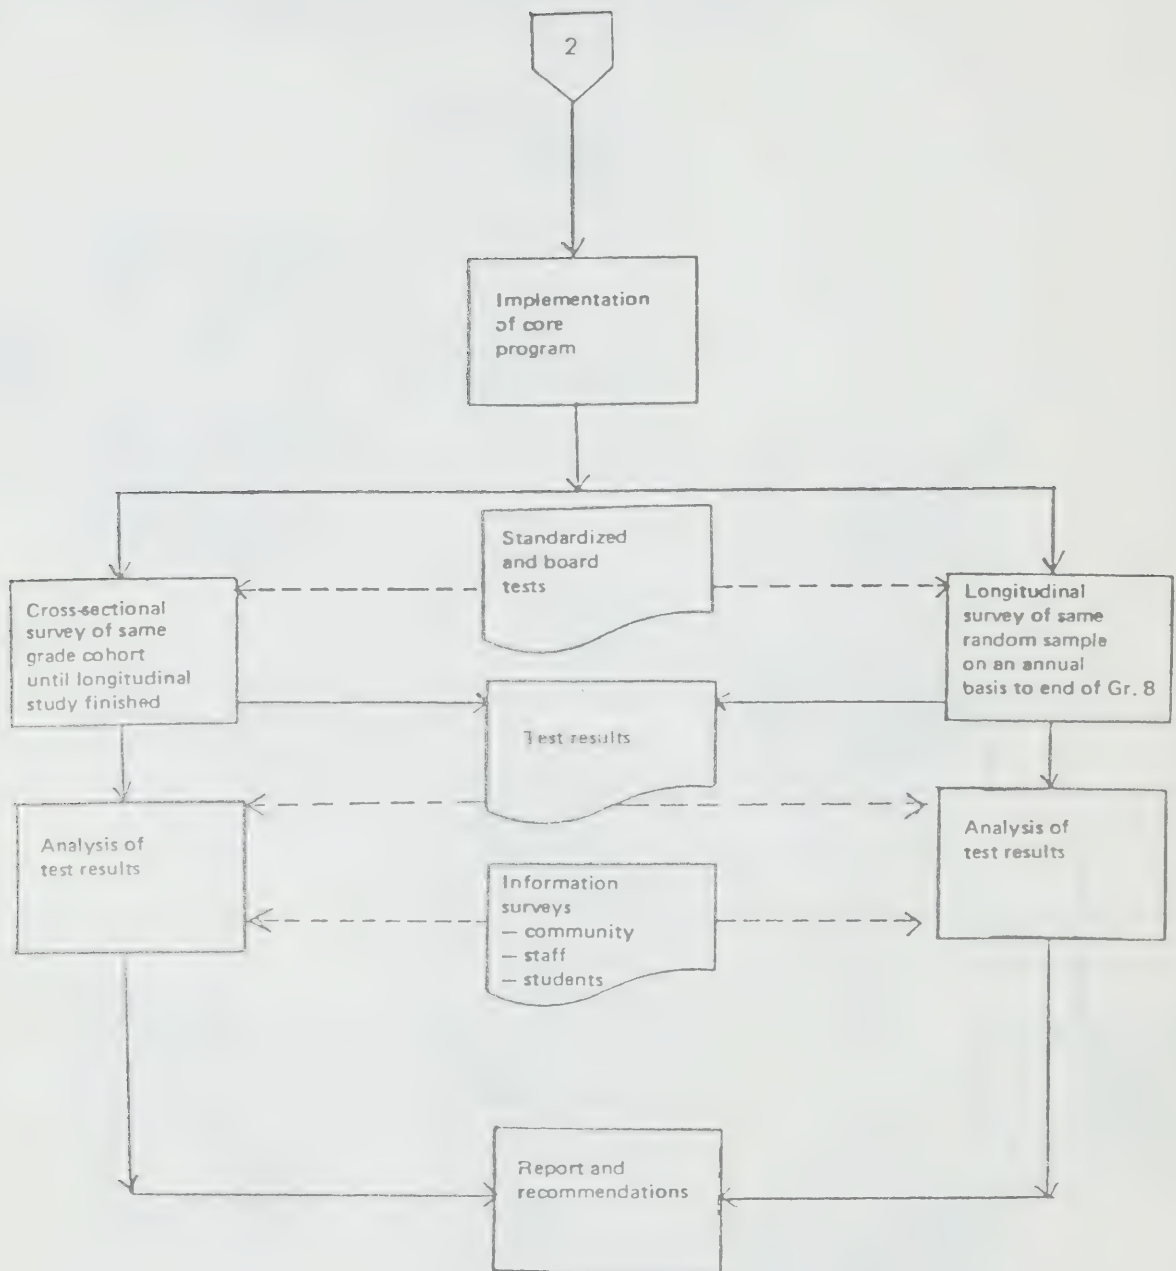 2
Implementation
of core
program
Standardized
and board
tests
Cross-sectional
survey of same
grade cohort
until longitudinal
study finished
Longitudinal
survey of same
random sample
on an annual
basis to end of Gr. 8
Test results
Analysis of
test results
Analysis of
test results
Information
surveys
— community
— staff
— students
Report and
recommendations